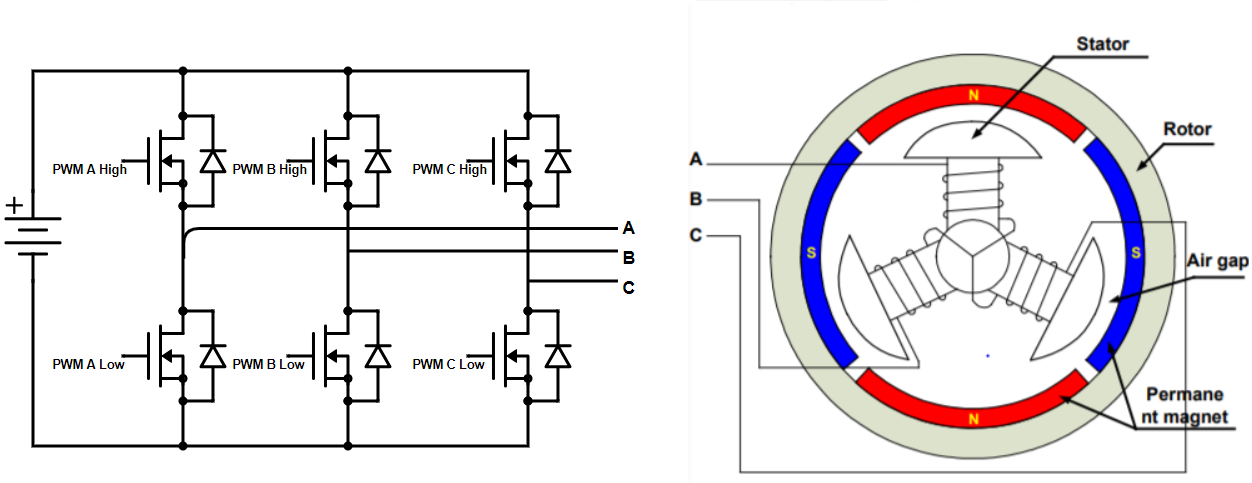 +
PWM A High
PWM B High
PWM C High
A
B
C
PWM A Low
PWM B Low
PWM C Low
Stator
N
Rotor
A
B
C
S
S
Air gap
Permane
nt magnet
N